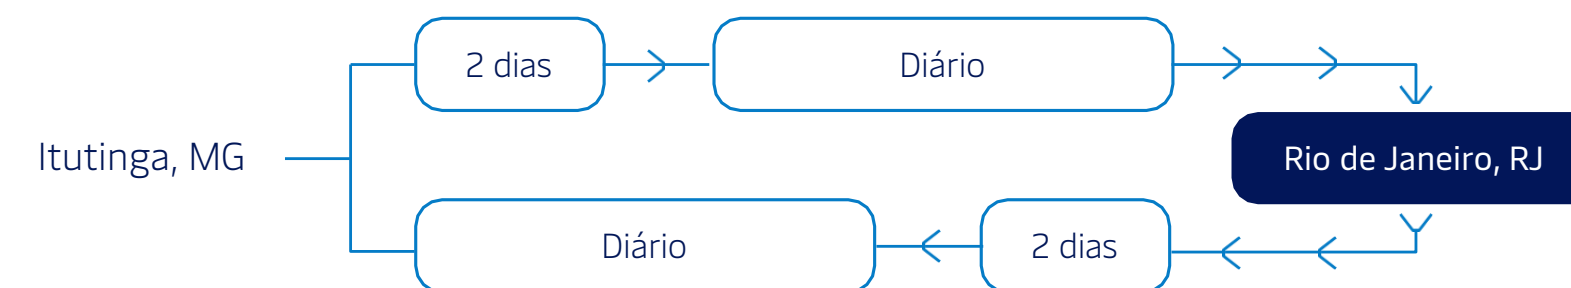 2 dias
Diário
Itutinga, MG
Rio de Janeiro, RJ
Diário
2 dias